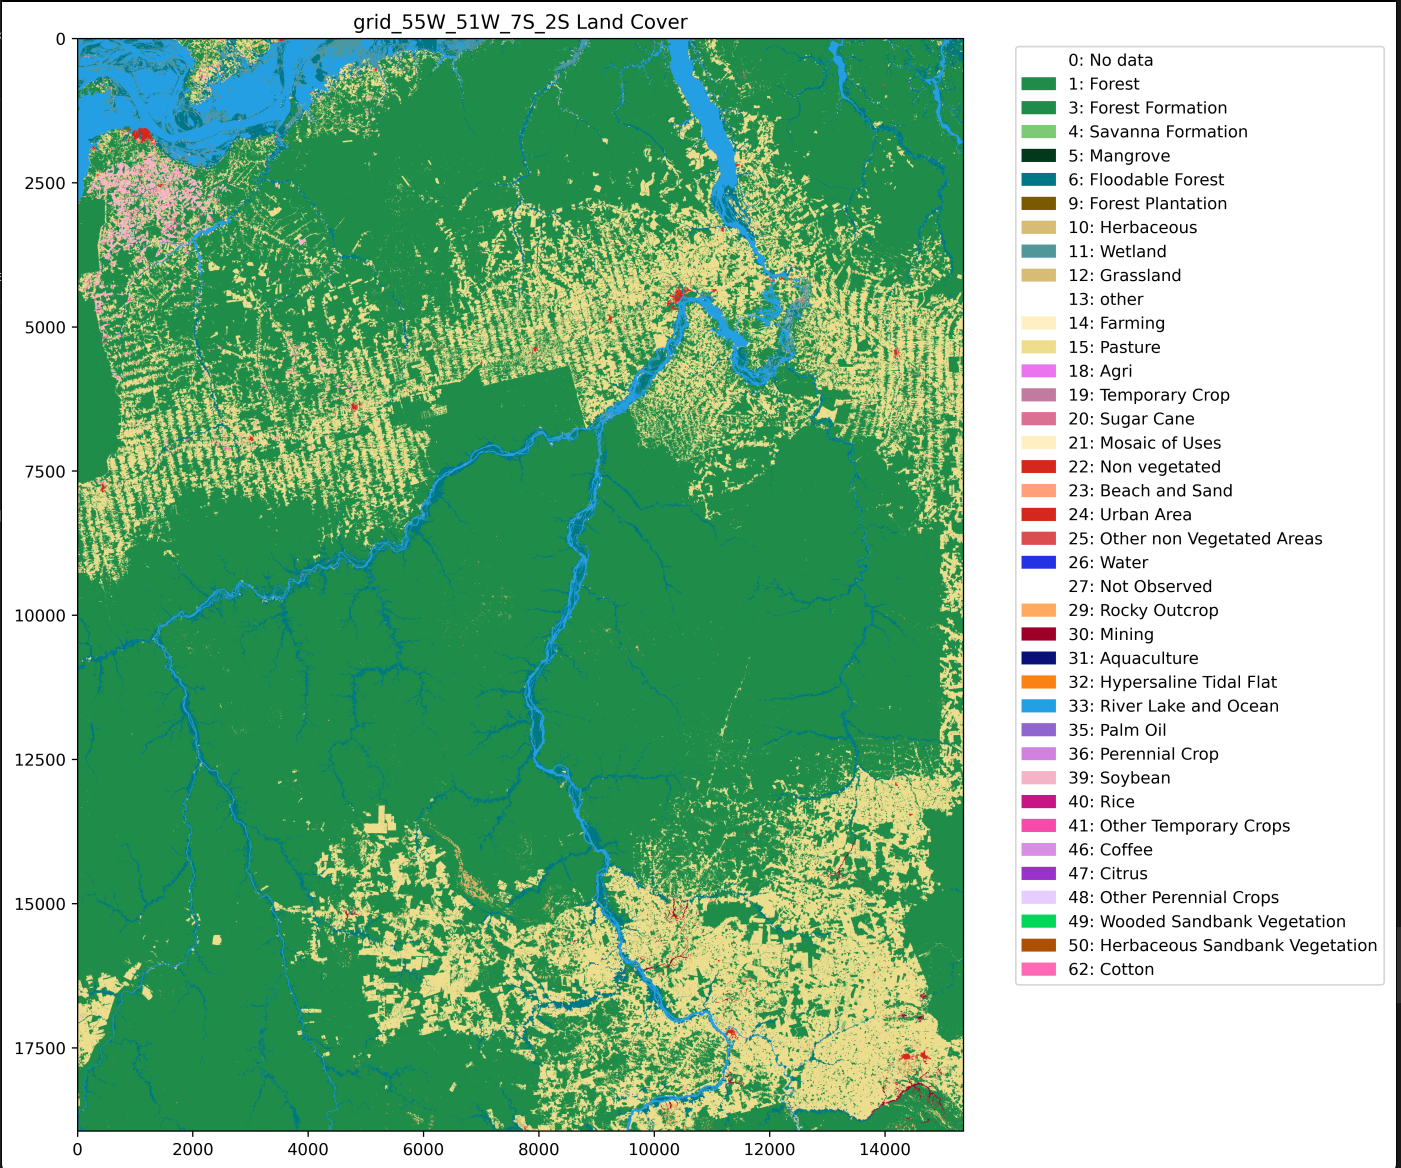 grid_55W_51W_7S_2S Land Cover
0
2500
5000
7500
10000
12500
15000
17500
0 2000 4000 6000 8000 10000 12000 14000
0: No data
1: Forest
3: Forest Formation
4: Savanna Formation
5: Mangrove
6: Floodable Forest
9: Forest Plantation
10: Herbaceous
11: Wetland
12: Grassland
13: other
14: Farming
15: Pasture
18: Agri
19: Temporary Crop
20: Sugar Cane
21: Mosaic of Uses
22: Non vegetated
23: Beach and Sand
24: Urban Area
25: Other non Vegetated Areas
26: Water
27: Not Observed
29: Rocky Outcrop
30: Mining
31: Aquaculture
32: Hypersaline Tidal Flat
33: River Lake and Ocean
35: Palm Oil
36: Perennial Crop
39: Soybean
40: Rice
41: Other Temporary Crops
46: Coffee
47: Citrus
48: Other Perennial Crops
49: Wooded Sandbank Vegetation
50: Herbaceous Sandbank Vegetation
62: Cotton